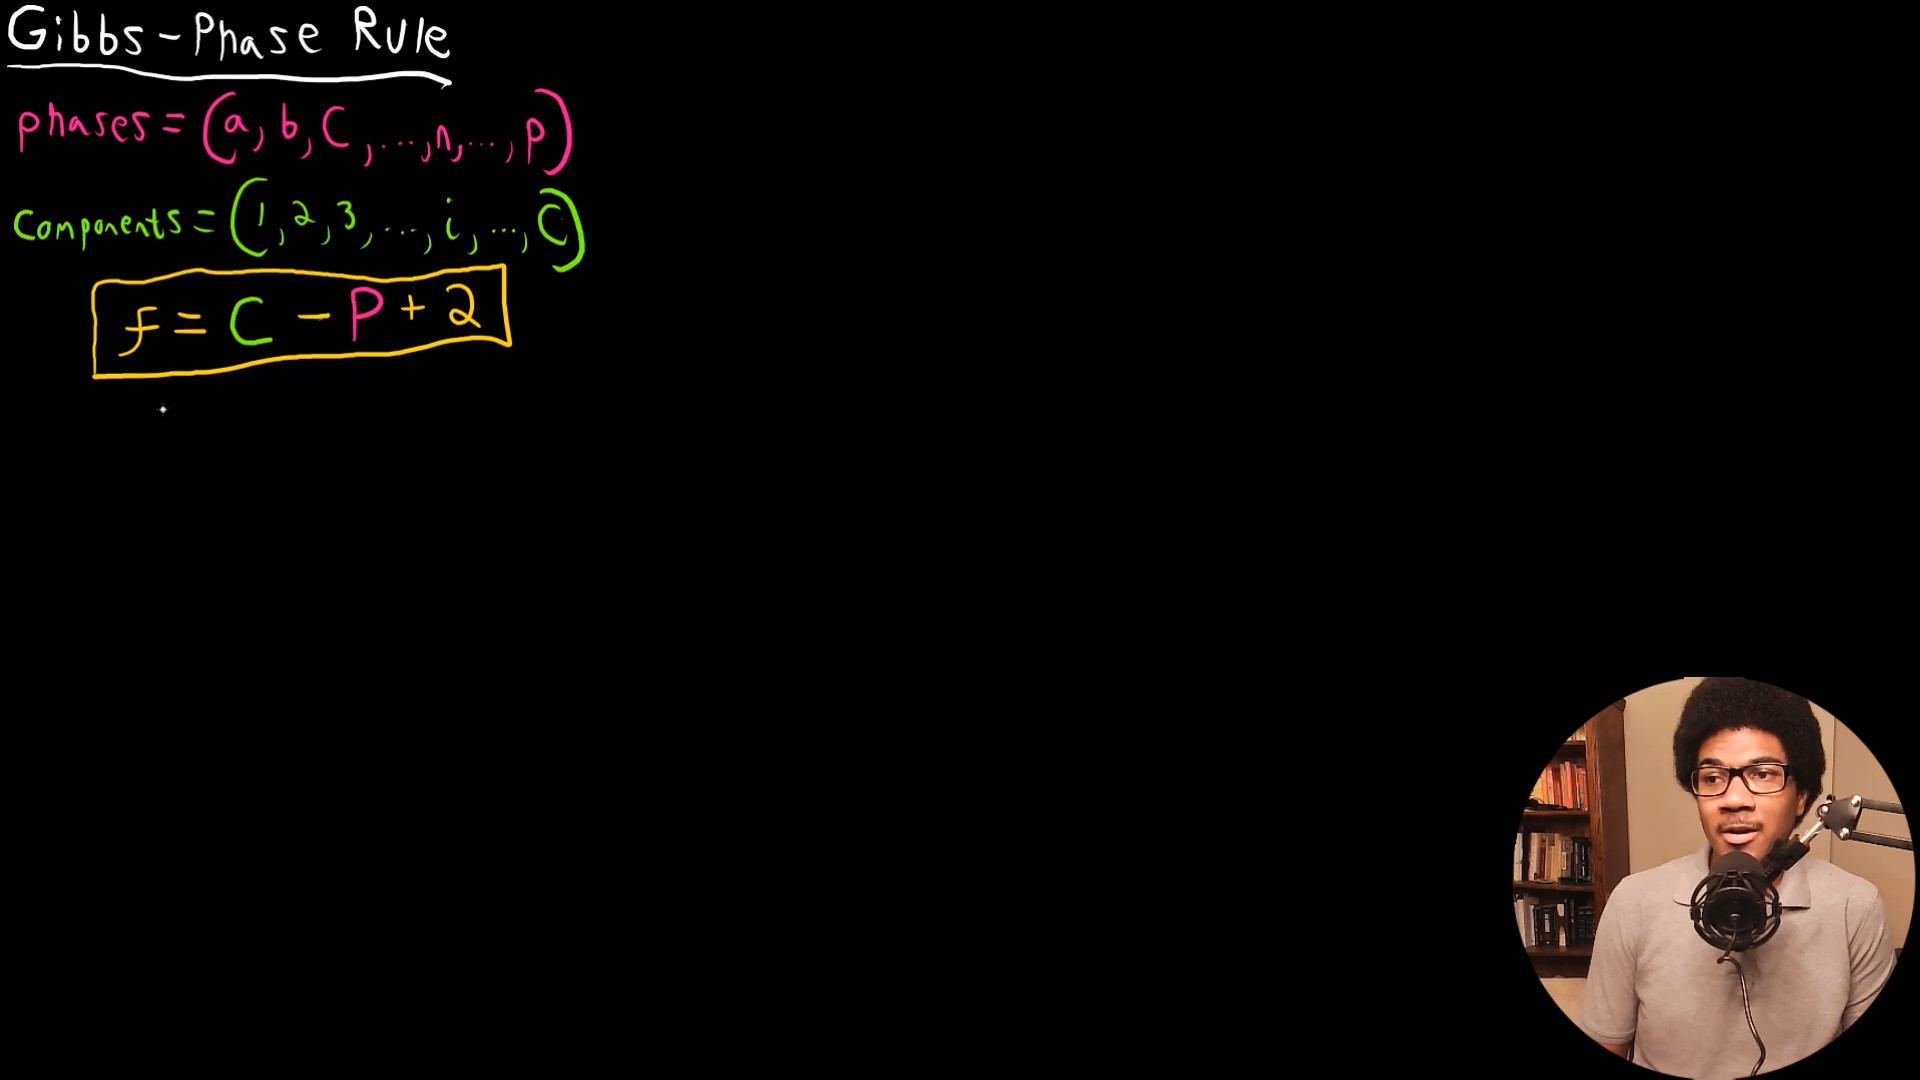 Gibbs-Phase Rule
phases = (a, b, c, ..., n, ..., p)
Components = (1, 2, 3, ..., i, ..., C)
f = C - P + 2